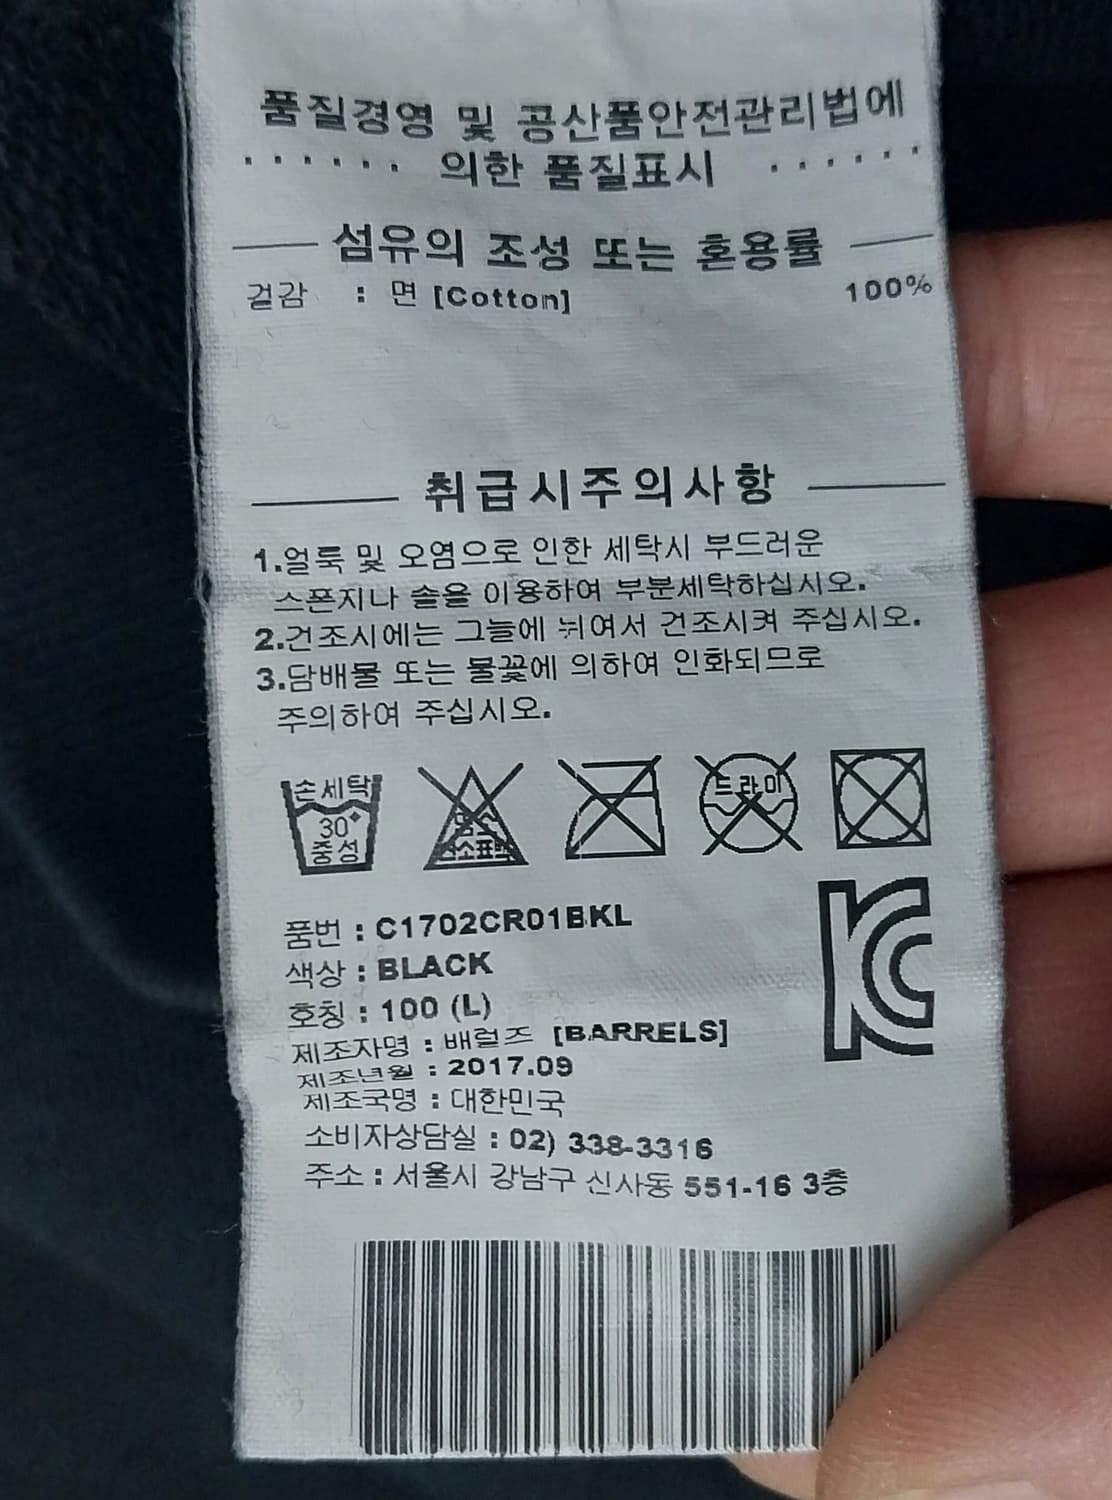 품질경영 및 공산품안전관리법에
······ 의한 품질표시 ······
섬유의 조성 또는 혼용률
겉감 : 면 [Cotton] 100%
취급시주의사항
1.얼룩 및 오염으로 인한 세탁시 부드러운
스폰지나 솔을 이용하여 부분세탁하십시오.
2.건조시에는 그늘에 뉘여서 건조시켜 주십시오.
3.담배물 또는 불꽃에 의하여 인화되므로
주의하여 주십시오.
손세탁
30°
중성
염소
산소표백
드라이
품번 : C1702CR01BKL
색상 : BLACK
호칭 : 100 (L)
제조자명 : 배럴즈 [BARRELS]
제조년월 : 2017.09
제조국명 : 대한민국
소비자상담실 : 02) 338-3316
주소 : 서울시 강남구 신사동 551-16 3층
KC